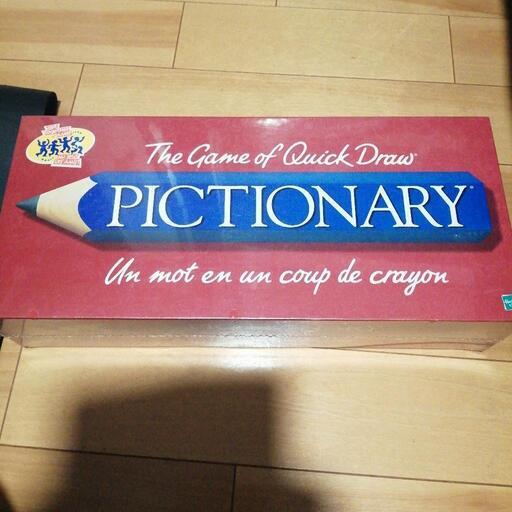 The Game of Quick Draw
PICTIONARY®
Un mot en un coup de crayon